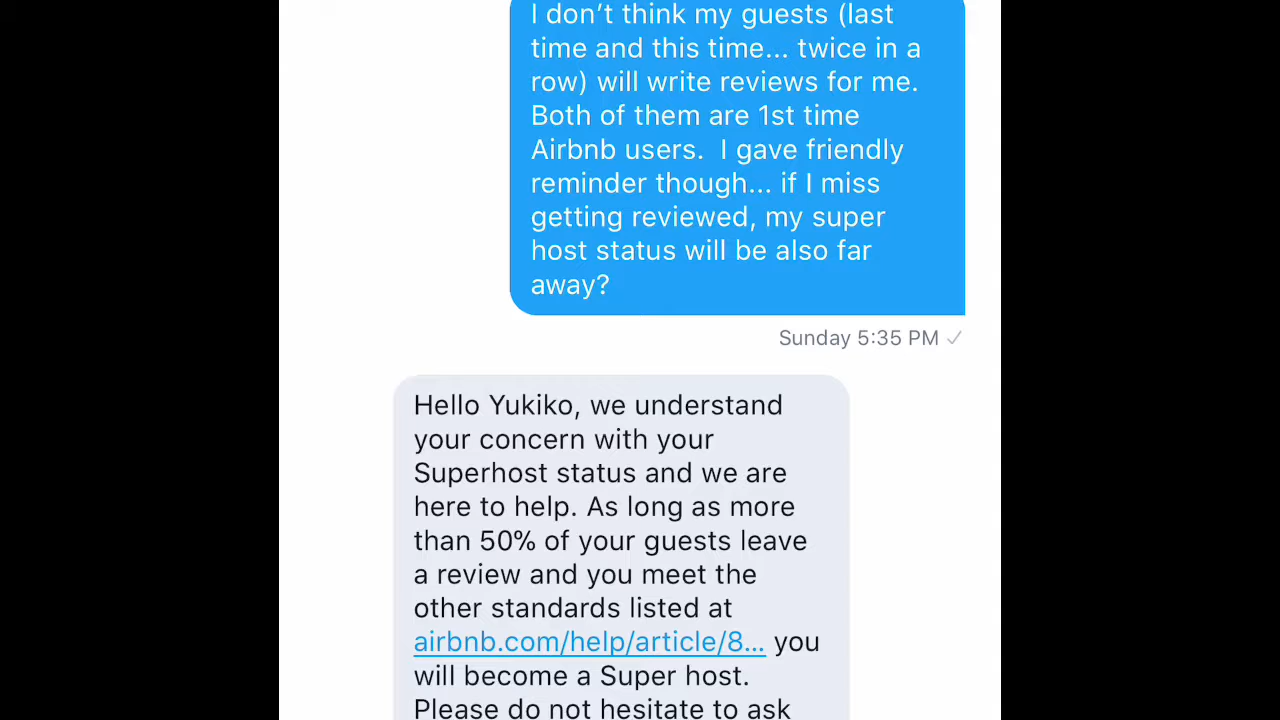 I don’t think my guests (last
time and this time... twice in a
row) will write reviews for me.
Both of them are 1st time
Airbnb users.  I gave friendly
reminder though... if I miss
getting reviewed, my super
host status will be also far
away?
Sunday 5:35 PM ✓
Hello Yukiko, we understand
your concern with your
Superhost status and we are
here to help. As long as more
than 50% of your guests leave
a review and you meet the
other standards listed at
airbnb.com/help/article/8... you
will become a Super host.
Please do not hesitate to ask